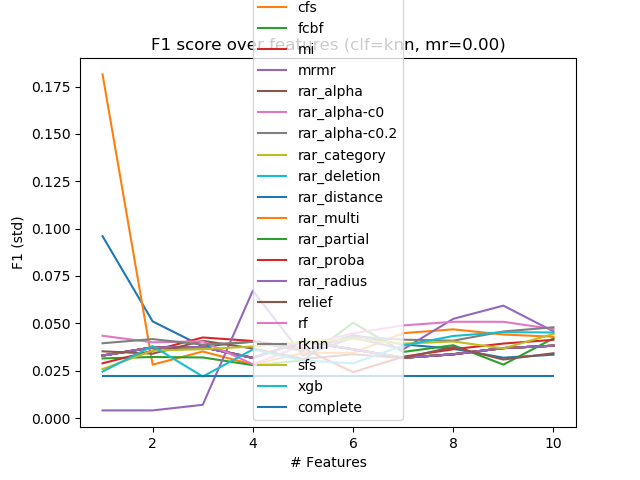 cfs
fcbf
F1 score over features (clf=knn, mr=0.00)
mi
mrmr
rar_alpha
rar_alpha-c0
rar_alpha-c0.2
rar_category
rar_deletion
rar_distance
rar_multi
rar_partial
rar_proba
rar_radius
relief
rf
rknn
sfs
xgb
complete
0.175
0.150
0.125
0.100
0.075
0.050
0.025
0.000
F1 (std)
2 4 6 8 10
# Features